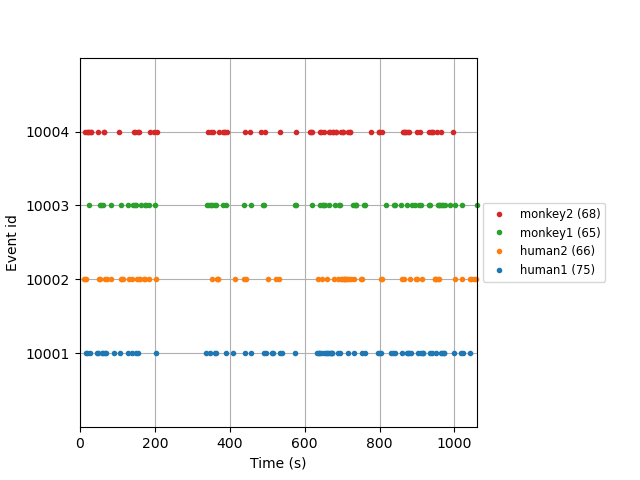 10004
10003
10002
10001
Event id
0 200 400 600 800 1000
Time (s)
monkey2 (68)
monkey1 (65)
human2 (66)
human1 (75)